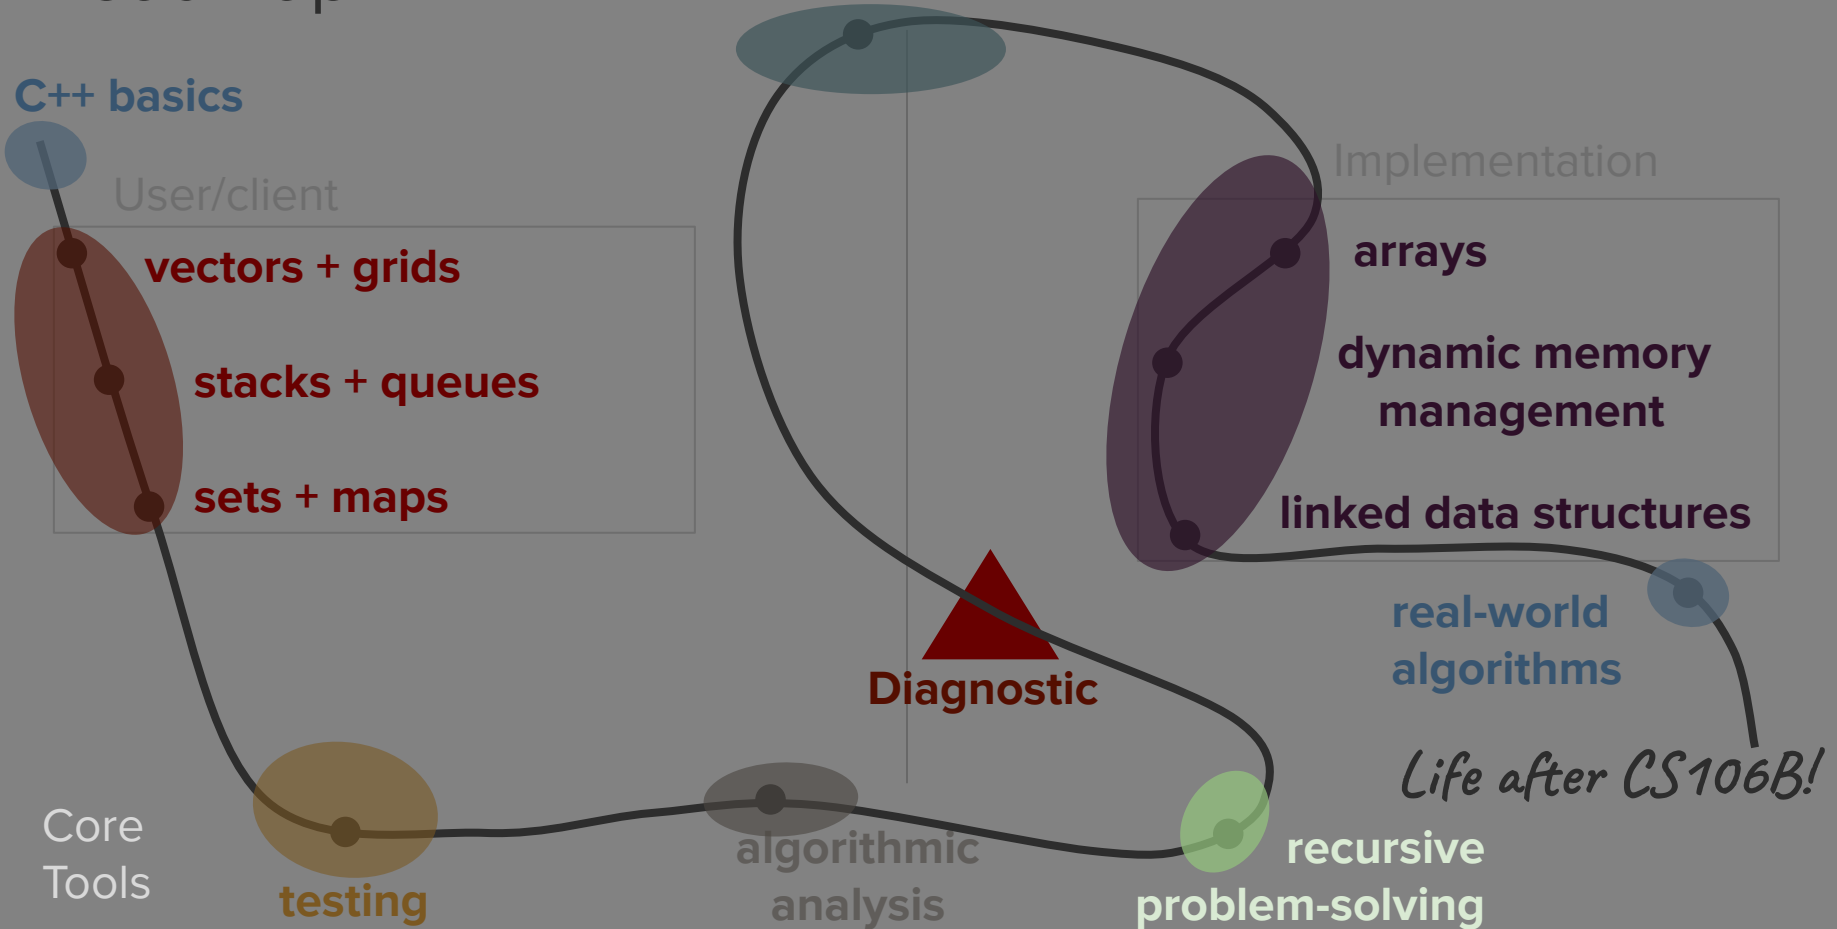 C++ basics
User/client
vectors + grids
stacks + queues
sets + maps
Implementation
arrays
dynamic memory
management
linked data structures
real-world
algorithms
Diagnostic
Life after CS106B!
Core
Tools
testing
algorithmic
analysis
recursive
problem-solving